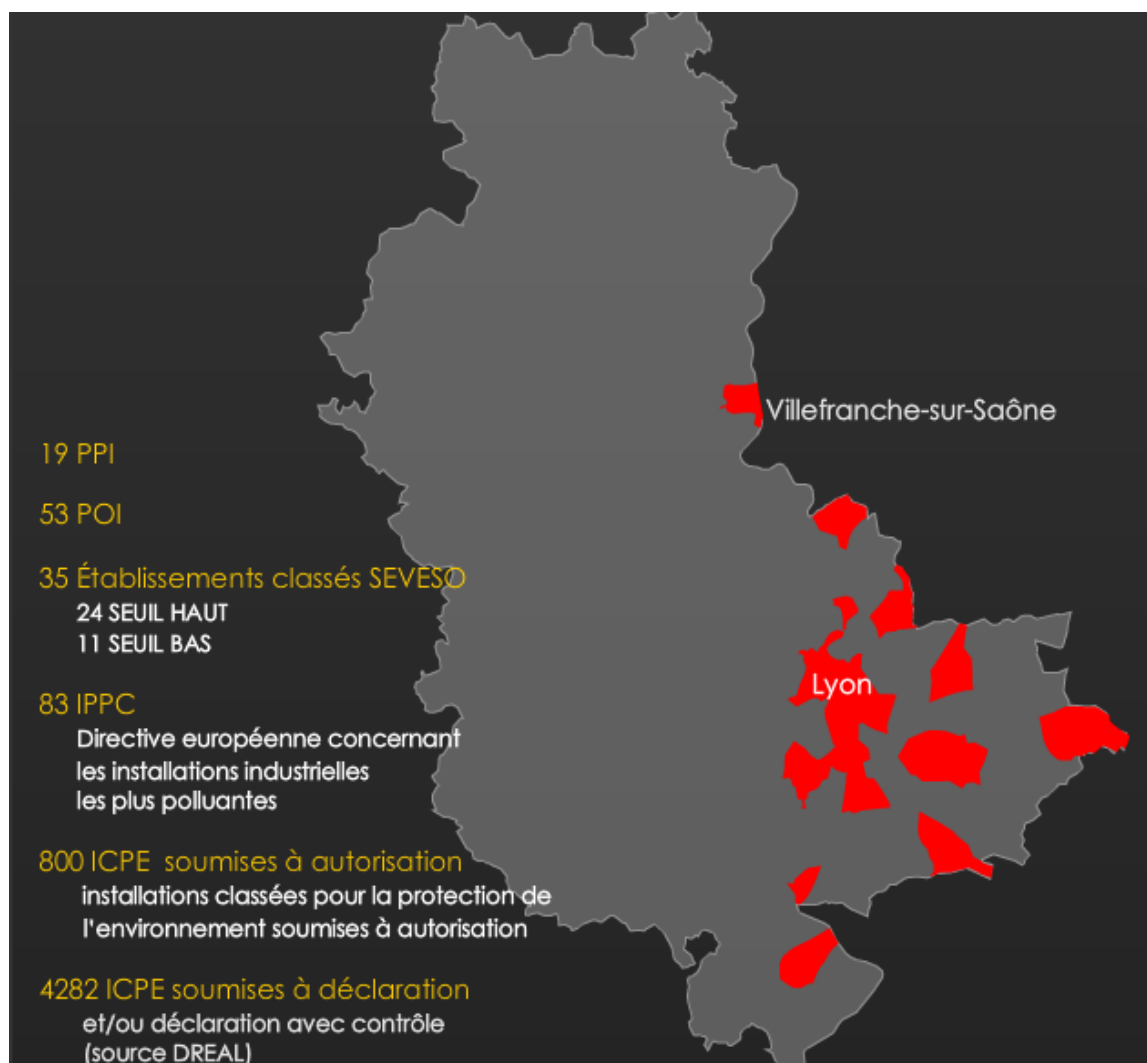 Villefranche-sur-Saône
19 PPI
53 POI
35 Établissements classés SEVESO
24 SEUIL HAUT
11 SEUIL BAS
Lyon
83 IPPC
Directive européenne concernant
les installations industrielles
les plus polluantes
800 ICPE  soumises à autorisation
installations classées pour la protection de
l'environnement soumises à autorisation
4282 ICPE soumises à déclaration
et/ou déclaration avec contrôle
(source DREAL)